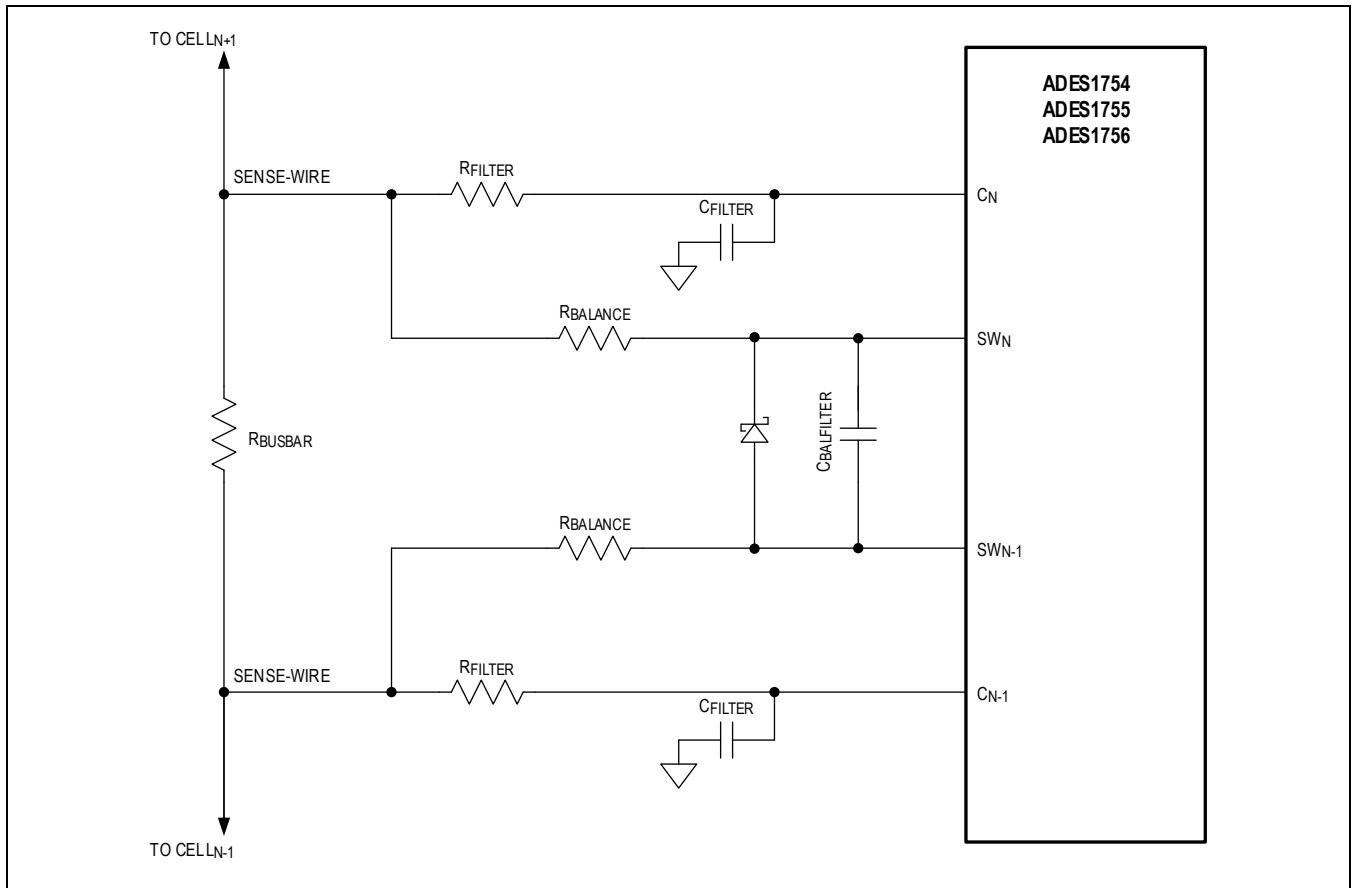 TO CELLN+1
ADES1754
ADES1755
ADES1756
SENSE-WIRE
RFILTER
CN
CFILTER
RBALANCE
SWN
RBUSBAR
CBALFILTER
RBALANCE
SWN-1
SENSE-WIRE
RFILTER
CN-1
CFILTER
TO CELLN-1